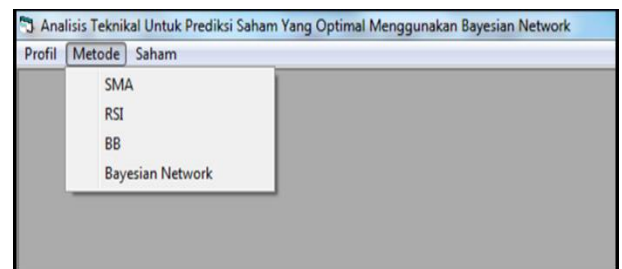 Analisis Teknikal Untuk Prediksi Saham Yang Optimal Menggunakan Bayesian Network
Profil Metode Saham
SMA
RSI
BB
Bayesian Network